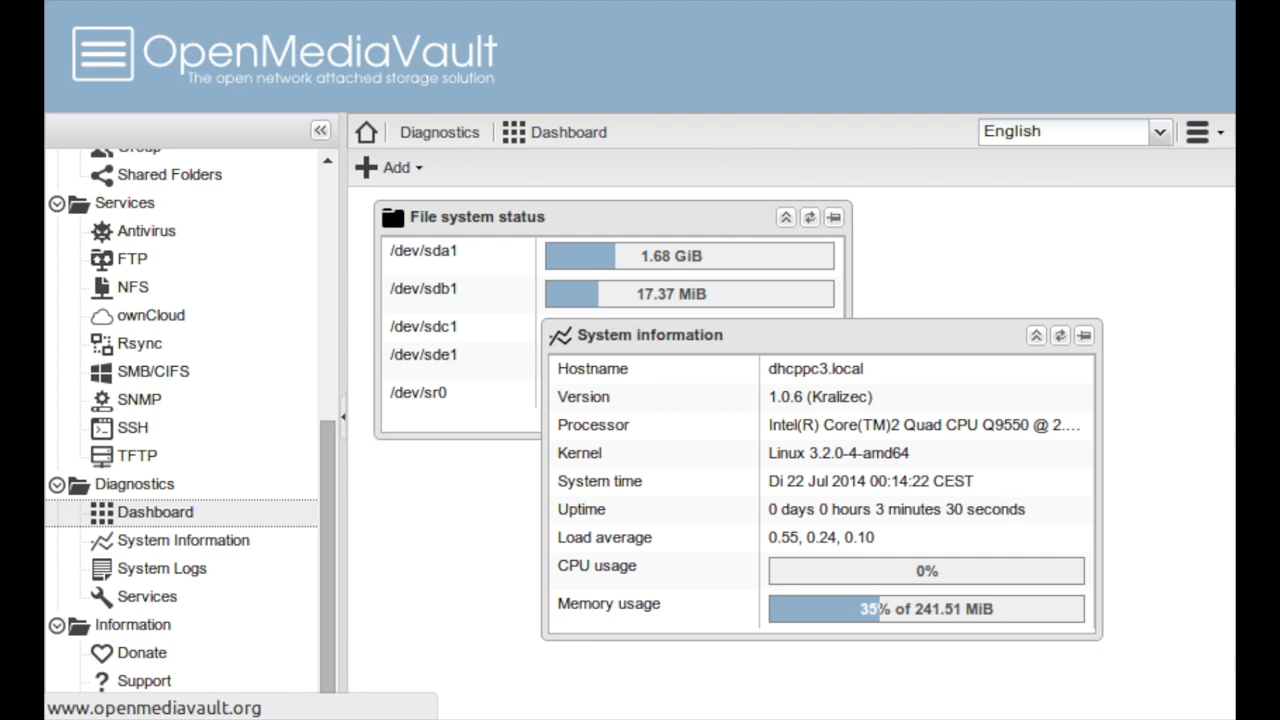 OpenMediaVault
The open network attached storage solution
Diagnostics
Dashboard
English
Add
Group
Shared Folders
Services
Antivirus
FTP
NFS
ownCloud
Rsync
SMB/CIFS
SNMP
SSH
TFTP
Diagnostics
Dashboard
System Information
System Logs
Services
Information
Donate
Support
File system status
/dev/sda1 1.68 GiB
/dev/sdb1 17.37 MiB
/dev/sdc1
/dev/sde1
/dev/sr0
System information
Hostname dhcppc3.local
Version 1.0.6 (Kralizec)
Processor Intel(R) Core(TM)2 Quad CPU Q9550 @ 2....
Kernel Linux 3.2.0-4-amd64
System time Di 22 Jul 2014 00:14:22 CEST
Uptime 0 days 0 hours 3 minutes 30 seconds
Load average 0.55, 0.24, 0.10
CPU usage 0%
Memory usage 35% of 241.51 MiB
www.openmediavault.org